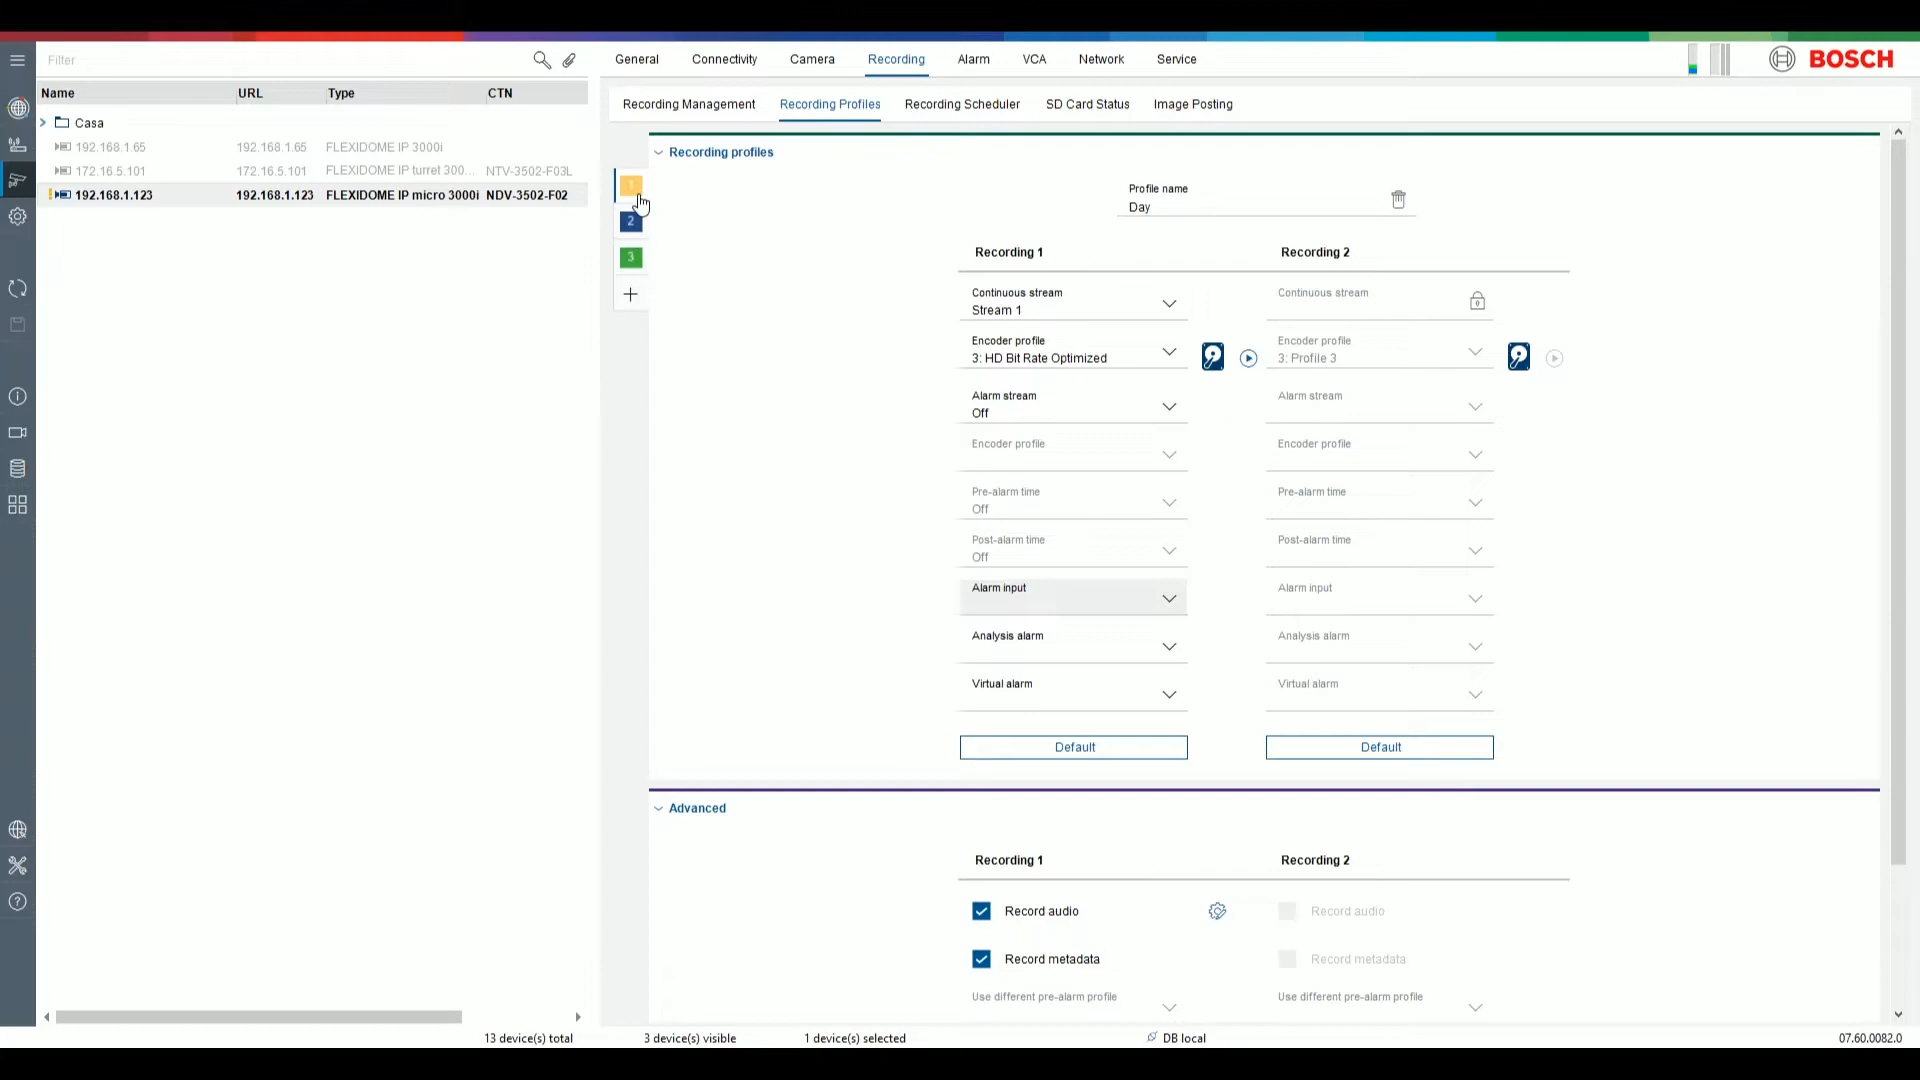 Filter
General Connectivity Camera Recording Alarm VCA Network Service
BOSCH
Name URL Type CTN
Recording Management Recording Profiles Recording Scheduler SD Card Status Image Posting
Casa
192.168.1.65 192.168.1.65 FLEXIDOME IP 3000i
172.16.5.101 172.16.5.101 FLEXIDOME IP turret 300... NTV-3502-F03L
192.168.1.123 192.168.1.123 FLEXIDOME IP micro 3000i NDV-3502-F02
Recording profiles
1
2
3
Profile name
Day
Recording 1 Recording 2
Continuous stream Continuous stream
Stream 1
Encoder profile Encoder profile
3: HD Bit Rate Optimized 3: Profile 3
Alarm stream Alarm stream
Off
Encoder profile Encoder profile
Pre-alarm time Pre-alarm time
Off
Post-alarm time Post-alarm time
Off
Alarm input Alarm input
Analysis alarm Analysis alarm
Virtual alarm Virtual alarm
Default Default
Advanced
Recording 1 Recording 2
Record audio Record audio
Record metadata Record metadata
Use different pre-alarm profile Use different pre-alarm profile
13 device(s) total 3 device(s) visible 1 device(s) selected DB local 07.60.0082.0